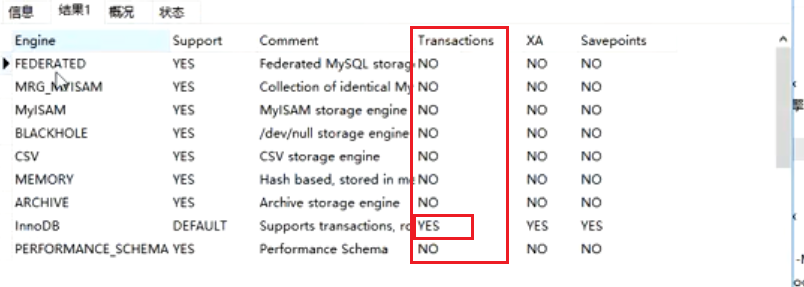 信息 结果1 概况 状态
Engine Support Comment Transactions XA Savepoints
FEDERATED YES Federated MySQL storag NO NO NO
MRG_MYISAM YES Collection of identical My NO NO NO
MyISAM YES MyISAM storage engine NO NO NO
BLACKHOLE YES /dev/null storage engine NO NO NO
CSV YES CSV storage engine NO NO NO
MEMORY YES Hash based, stored in me NO NO NO
ARCHIVE YES Archive storage engine NO NO NO
InnoDB DEFAULT Supports transactions, ro YES YES YES
PERFORMANCE_SCHEMA YES Performance Schema NO NO NO